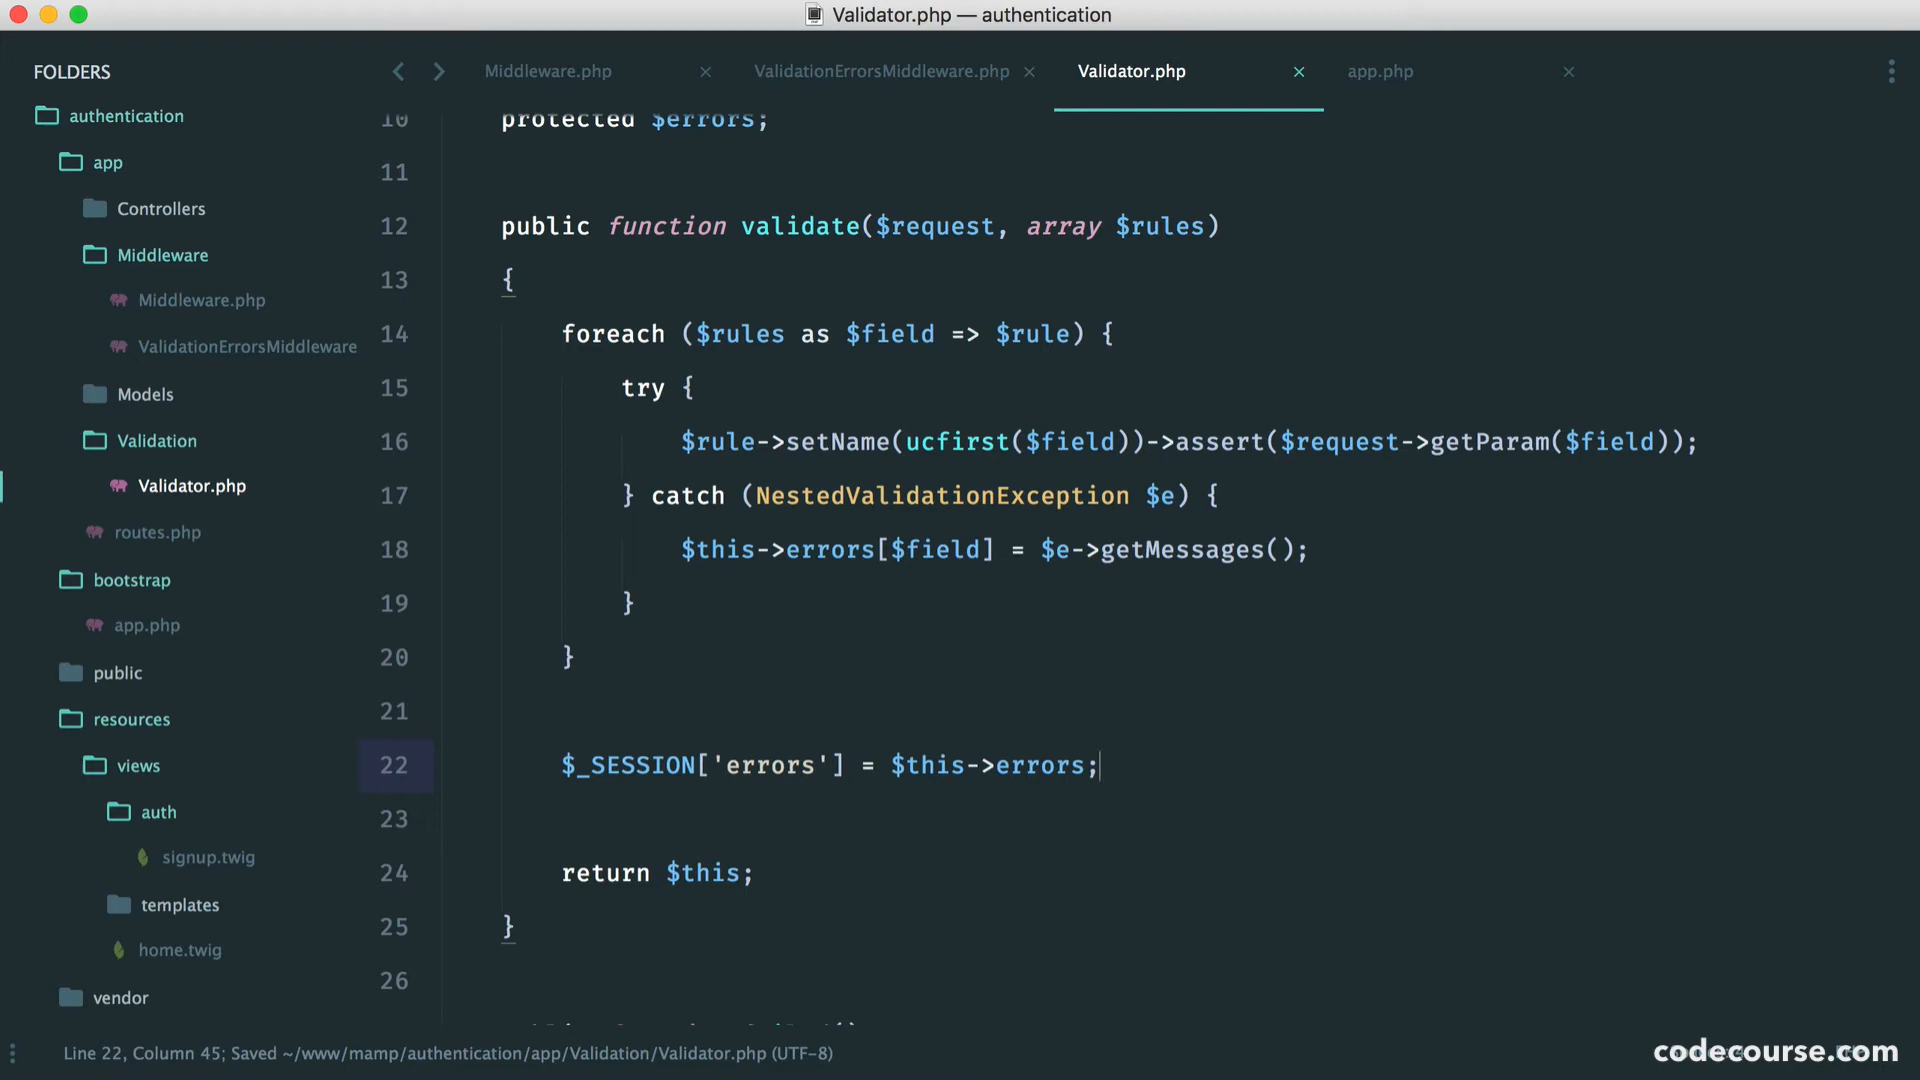 Validator.php — authentication
FOLDERS
authentication
app
Controllers
Middleware
Middleware.php
ValidationErrorsMiddleware
Models
Validation
Validator.php
routes.php
bootstrap
app.php
public
resources
views
auth
signup.twig
templates
home.twig
vendor
Middleware.php × ValidationErrorsMiddleware.php × Validator.php × app.php ×
10 protected $errors;
11
12 public function validate($request, array $rules)
13 {
14 foreach ($rules as $field => $rule) {
15 try {
16 $rule->setName(ucfirst($field))->assert($request->getParam($field));
17 } catch (NestedValidationException $e) {
18 $this->errors[$field] = $e->getMessages();
19 }
20 }
21
22 $_SESSION['errors'] = $this->errors;
23
24 return $this;
25 }
26
Line 22, Column 45; Saved ~/www/mamp/authentication/app/Validation/Validator.php (UTF-8)
codecourse.com